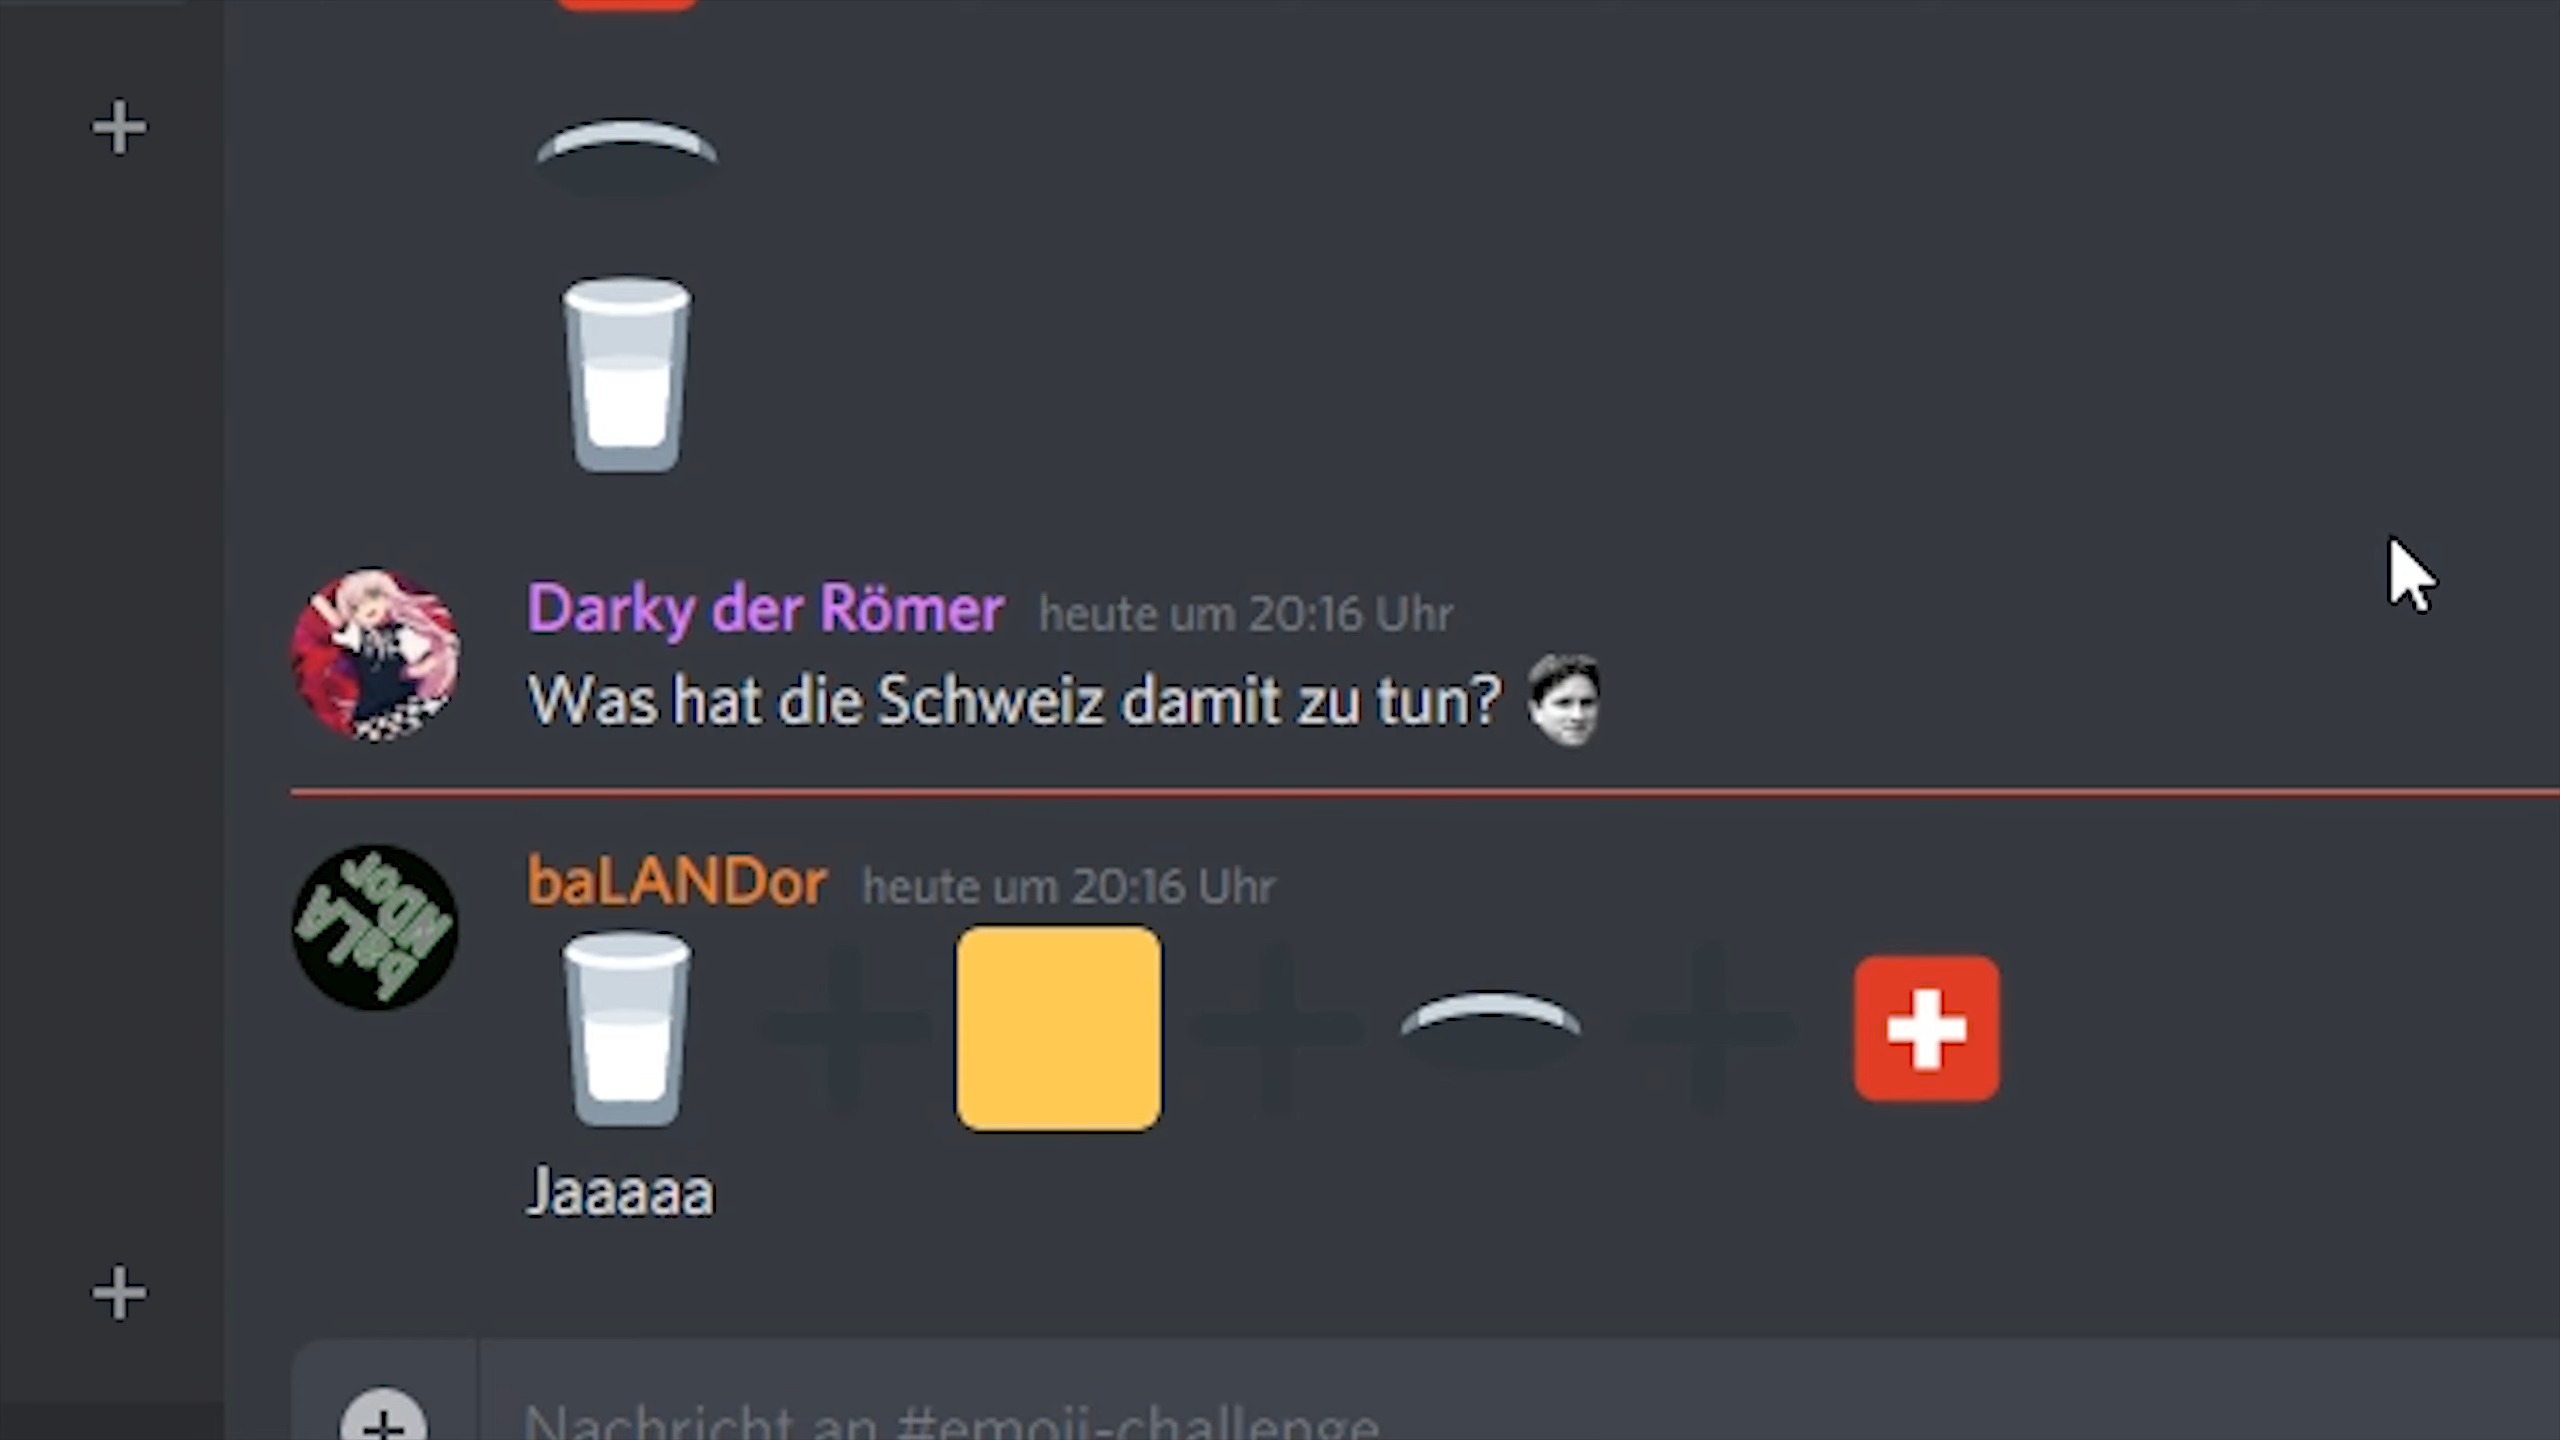 Darky der Römer heute um 20:16 Uhr
Was hat die Schweiz damit zu tun?
baLANDor heute um 20:16 Uhr
baLANDor
Jaaaaa
Nachricht an #emoji-challenge